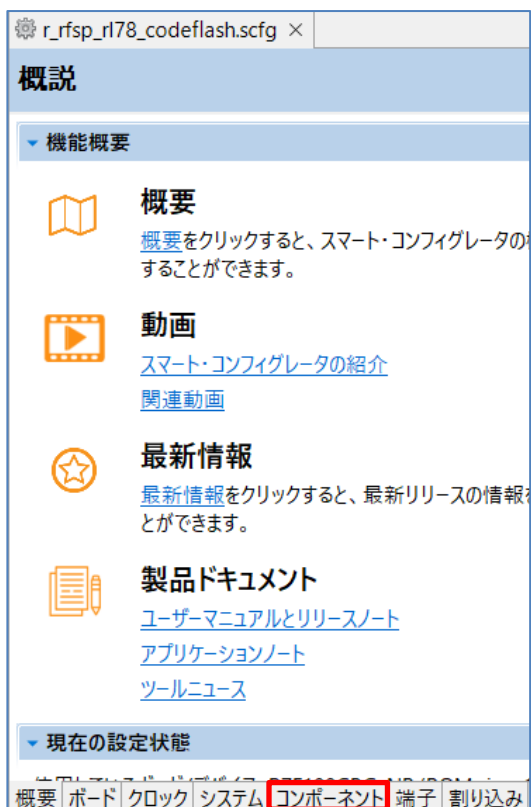 r_rfsp_rl78_codeflash.scfg ×
概説
機能概要
概要
概要をクリックすると、スマート・コンフィグレータの
することができます。
動画
スマート・コンフィグレータの紹介
関連動画
最新情報
最新情報をクリックすると、最新リリースの情報
とができます。
製品ドキュメント
ユーザーマニュアルとリリースノート
アプリケーションノート
ツールニュース
現在の設定状態
概要 ボード クロック システム コンポーネント 端子 割り込み